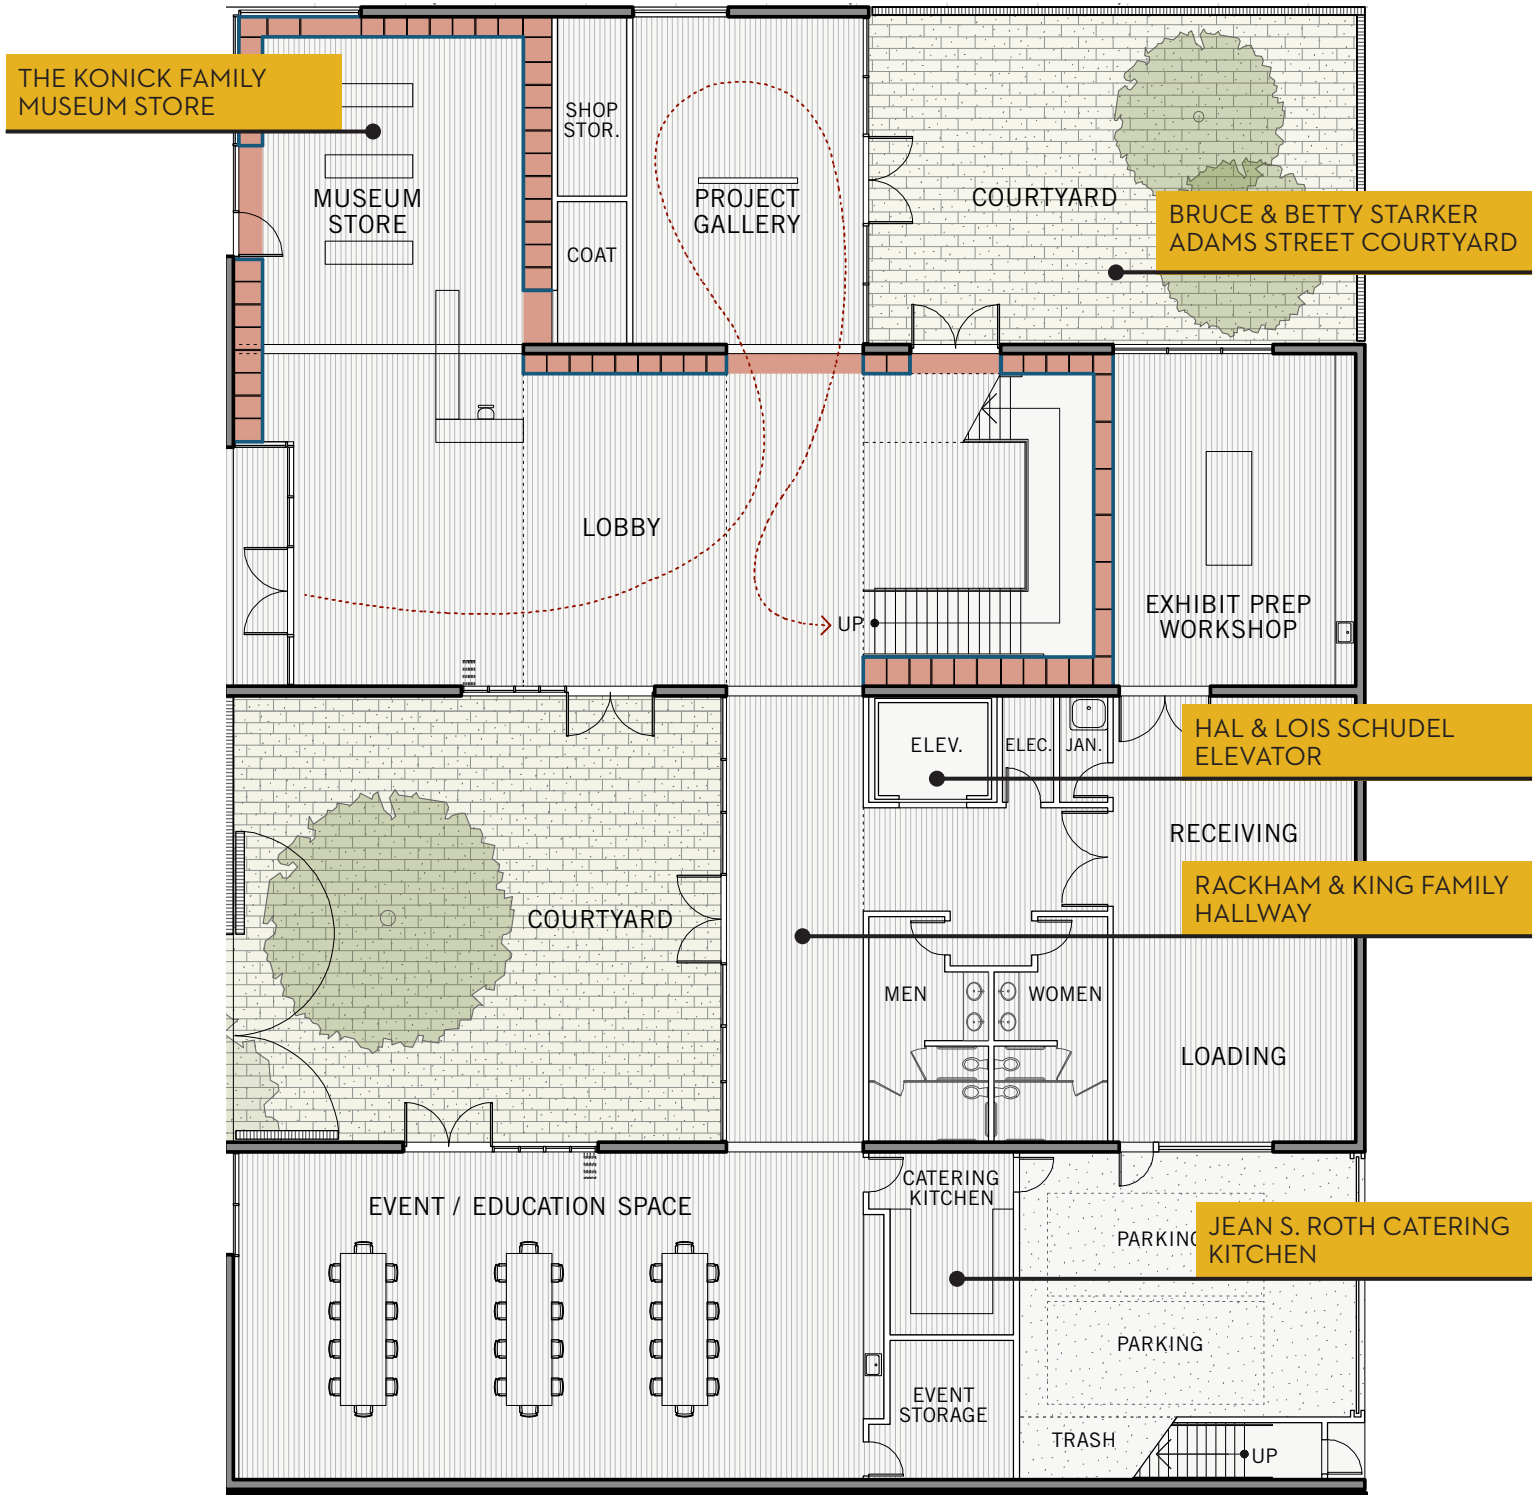 THE KONICK FAMILY
MUSEUM STORE
SHOP
STOR.
MUSEUM
STORE
PROJECT
GALLERY
COURTYARD
BRUCE & BETTY STARKER
ADAMS STREET COURTYARD
COAT
LOBBY
UP
EXHIBIT PREP
WORKSHOP
ELEV.
ELEC.
JAN.
HAL & LOIS SCHUDEL
ELEVATOR
RECEIVING
RACKHAM & KING FAMILY
HALLWAY
COURTYARD
MEN
WOMEN
LOADING
EVENT / EDUCATION SPACE
CATERING
KITCHEN
PARKING
JEAN S. ROTH CATERING
KITCHEN
PARKING
EVENT
STORAGE
TRASH
UP